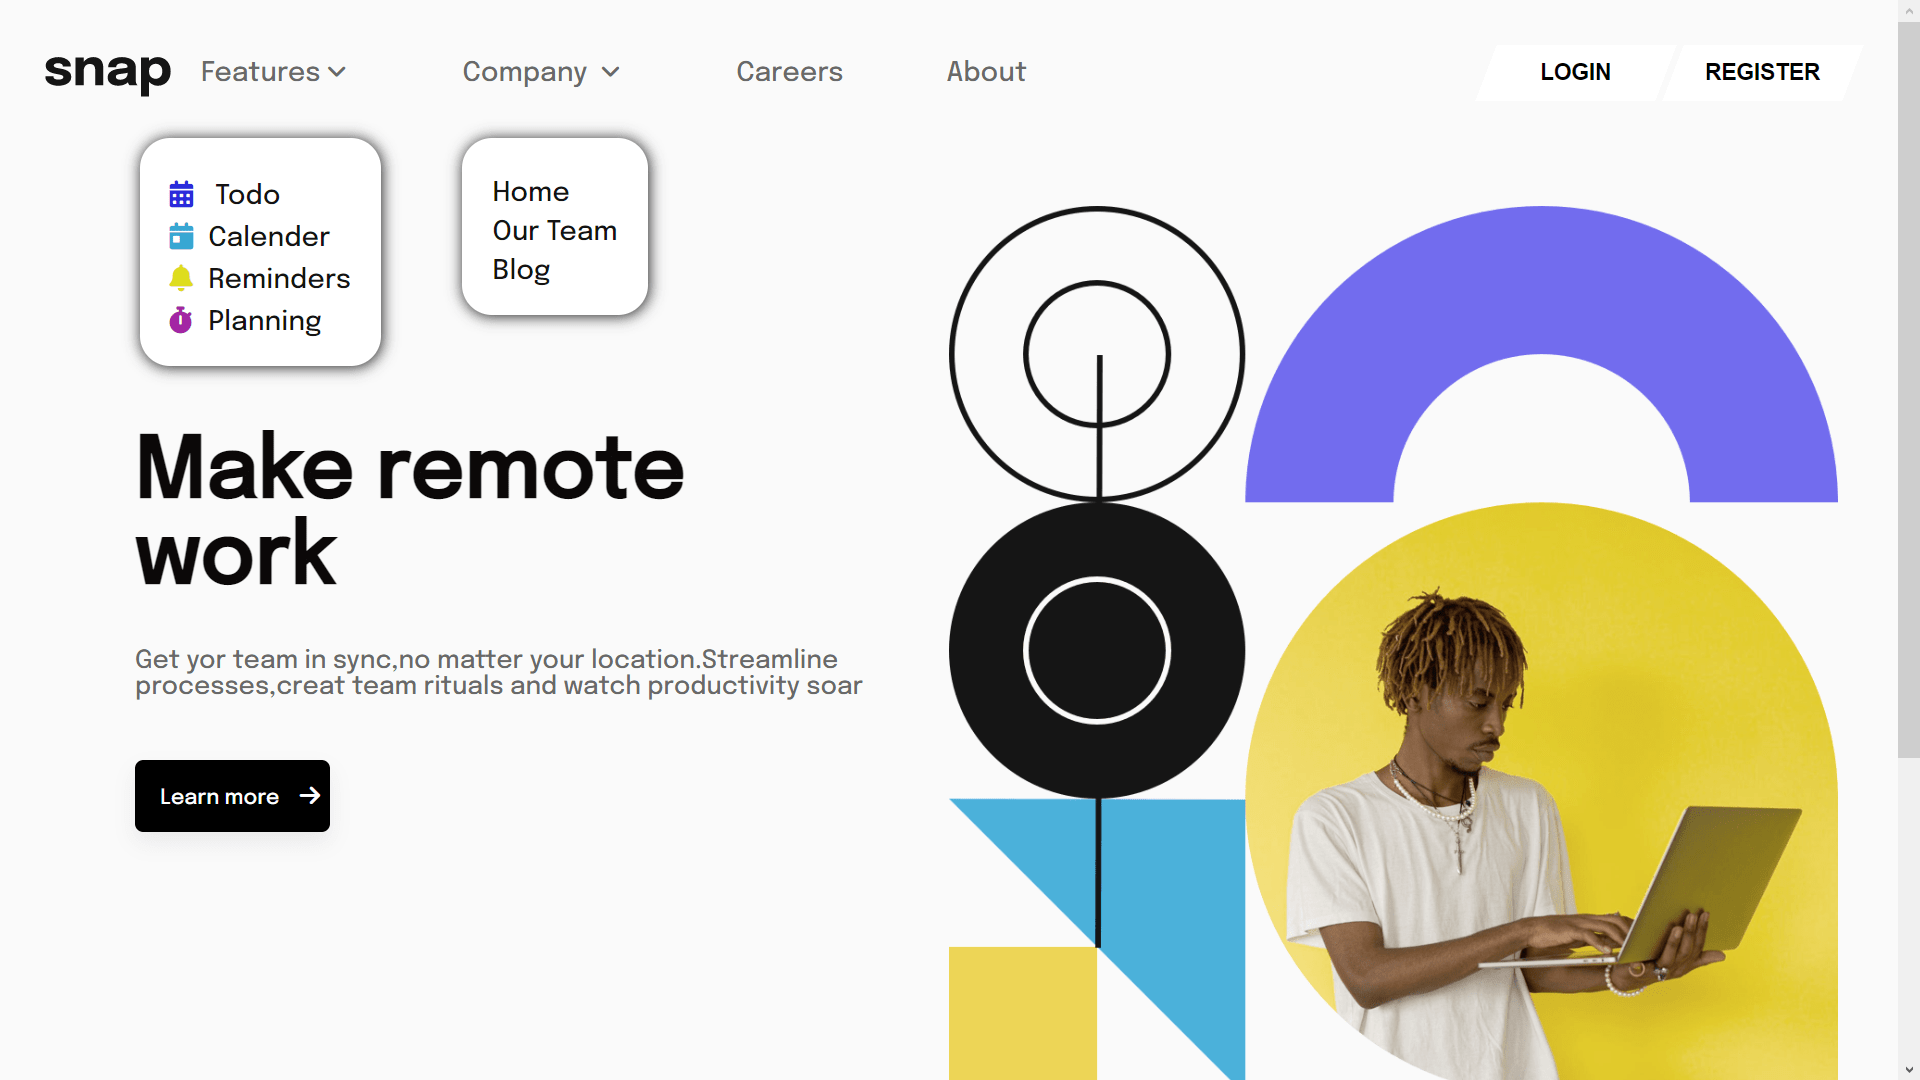 snap Features Company Careers About LOGIN REGISTER
Todo
Calender
Reminders
Planning
Home
Our Team
Blog
Make remote
work
Get yor team in sync,no matter your location.Streamline
processes,creat team rituals and watch productivity soar
Learn more